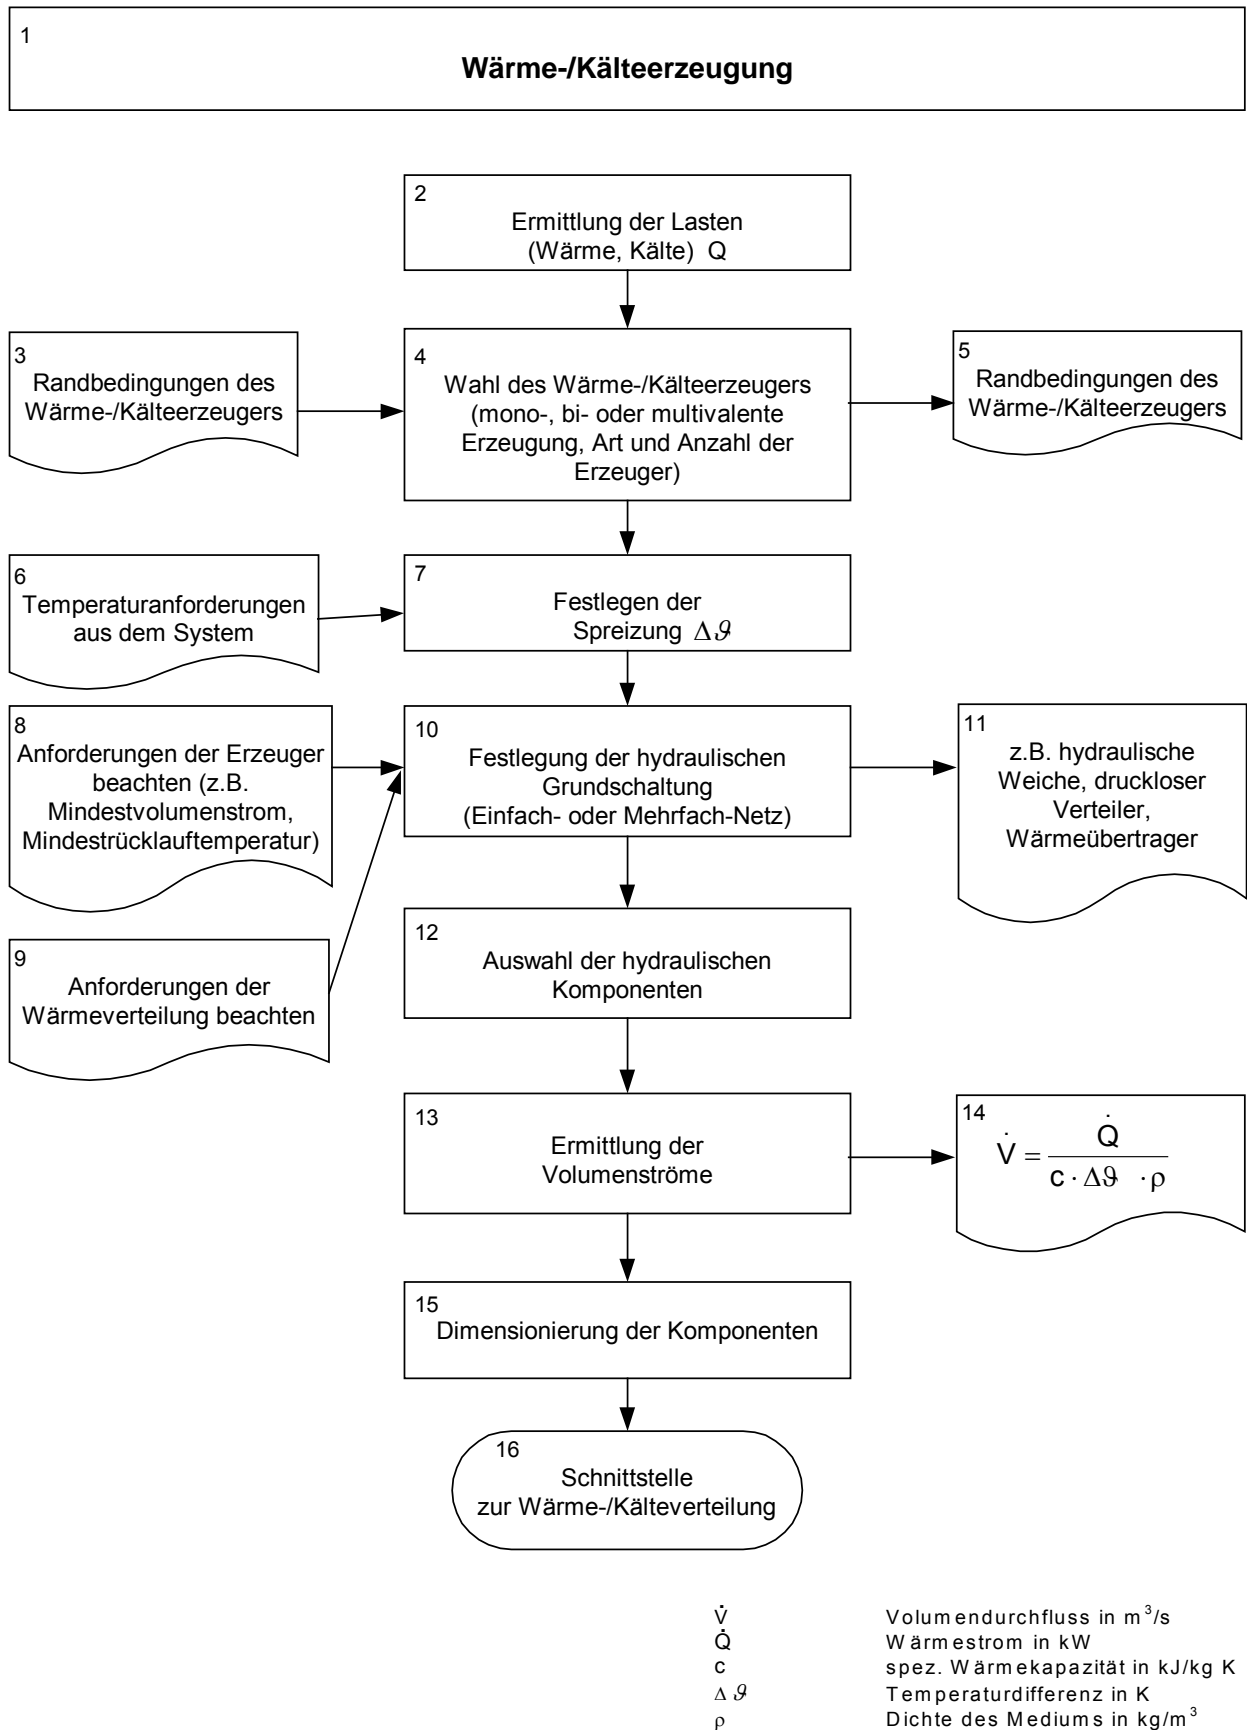 1
Wärme-/Kälteerzeugung
2
Ermittlung der Lasten
(Wärme, Kälte) Q
3
Randbedingungen des
Wärme-/Kälteerzeugers
4
Wahl des Wärme-/Kälteerzeugers
(mono-, bi- oder multivalente
Erzeugung, Art und Anzahl der
Erzeuger)
5
Randbedingungen des
Wärme-/Kälteerzeugers
6
Temperaturanforderungen
aus dem System
7
Festlegen der
Spreizung Δϑ
8
Anforderungen der Erzeuger
beachten (z.B.
Mindestvolumenstrom,
Mindestrücklauftemperatur)
9
Anforderungen der
Wärmeverteilung beachten
10
Festlegung der hydraulischen
Grundschaltung
(Einfach- oder Mehrfach-Netz)
11
z.B. hydraulische
Weiche, druckloser
Verteiler,
Wärmeübertrager
12
Auswahl der hydraulischen
Komponenten
13
Ermittlung der
Volumenströme
14
V̇ = Q̇ / (c · Δϑ · ρ)
15
Dimensionierung der Komponenten
16
Schnittstelle
zur Wärme-/Kälteverteilung
V̇ Volumendurchfluss in m³/s
Q̇ Wärmestrom in kW
c spez. Wärmekapazität in kJ/kg K
Δ ϑ Temperaturdifferenz in K
ρ Dichte des Mediums in kg/m³